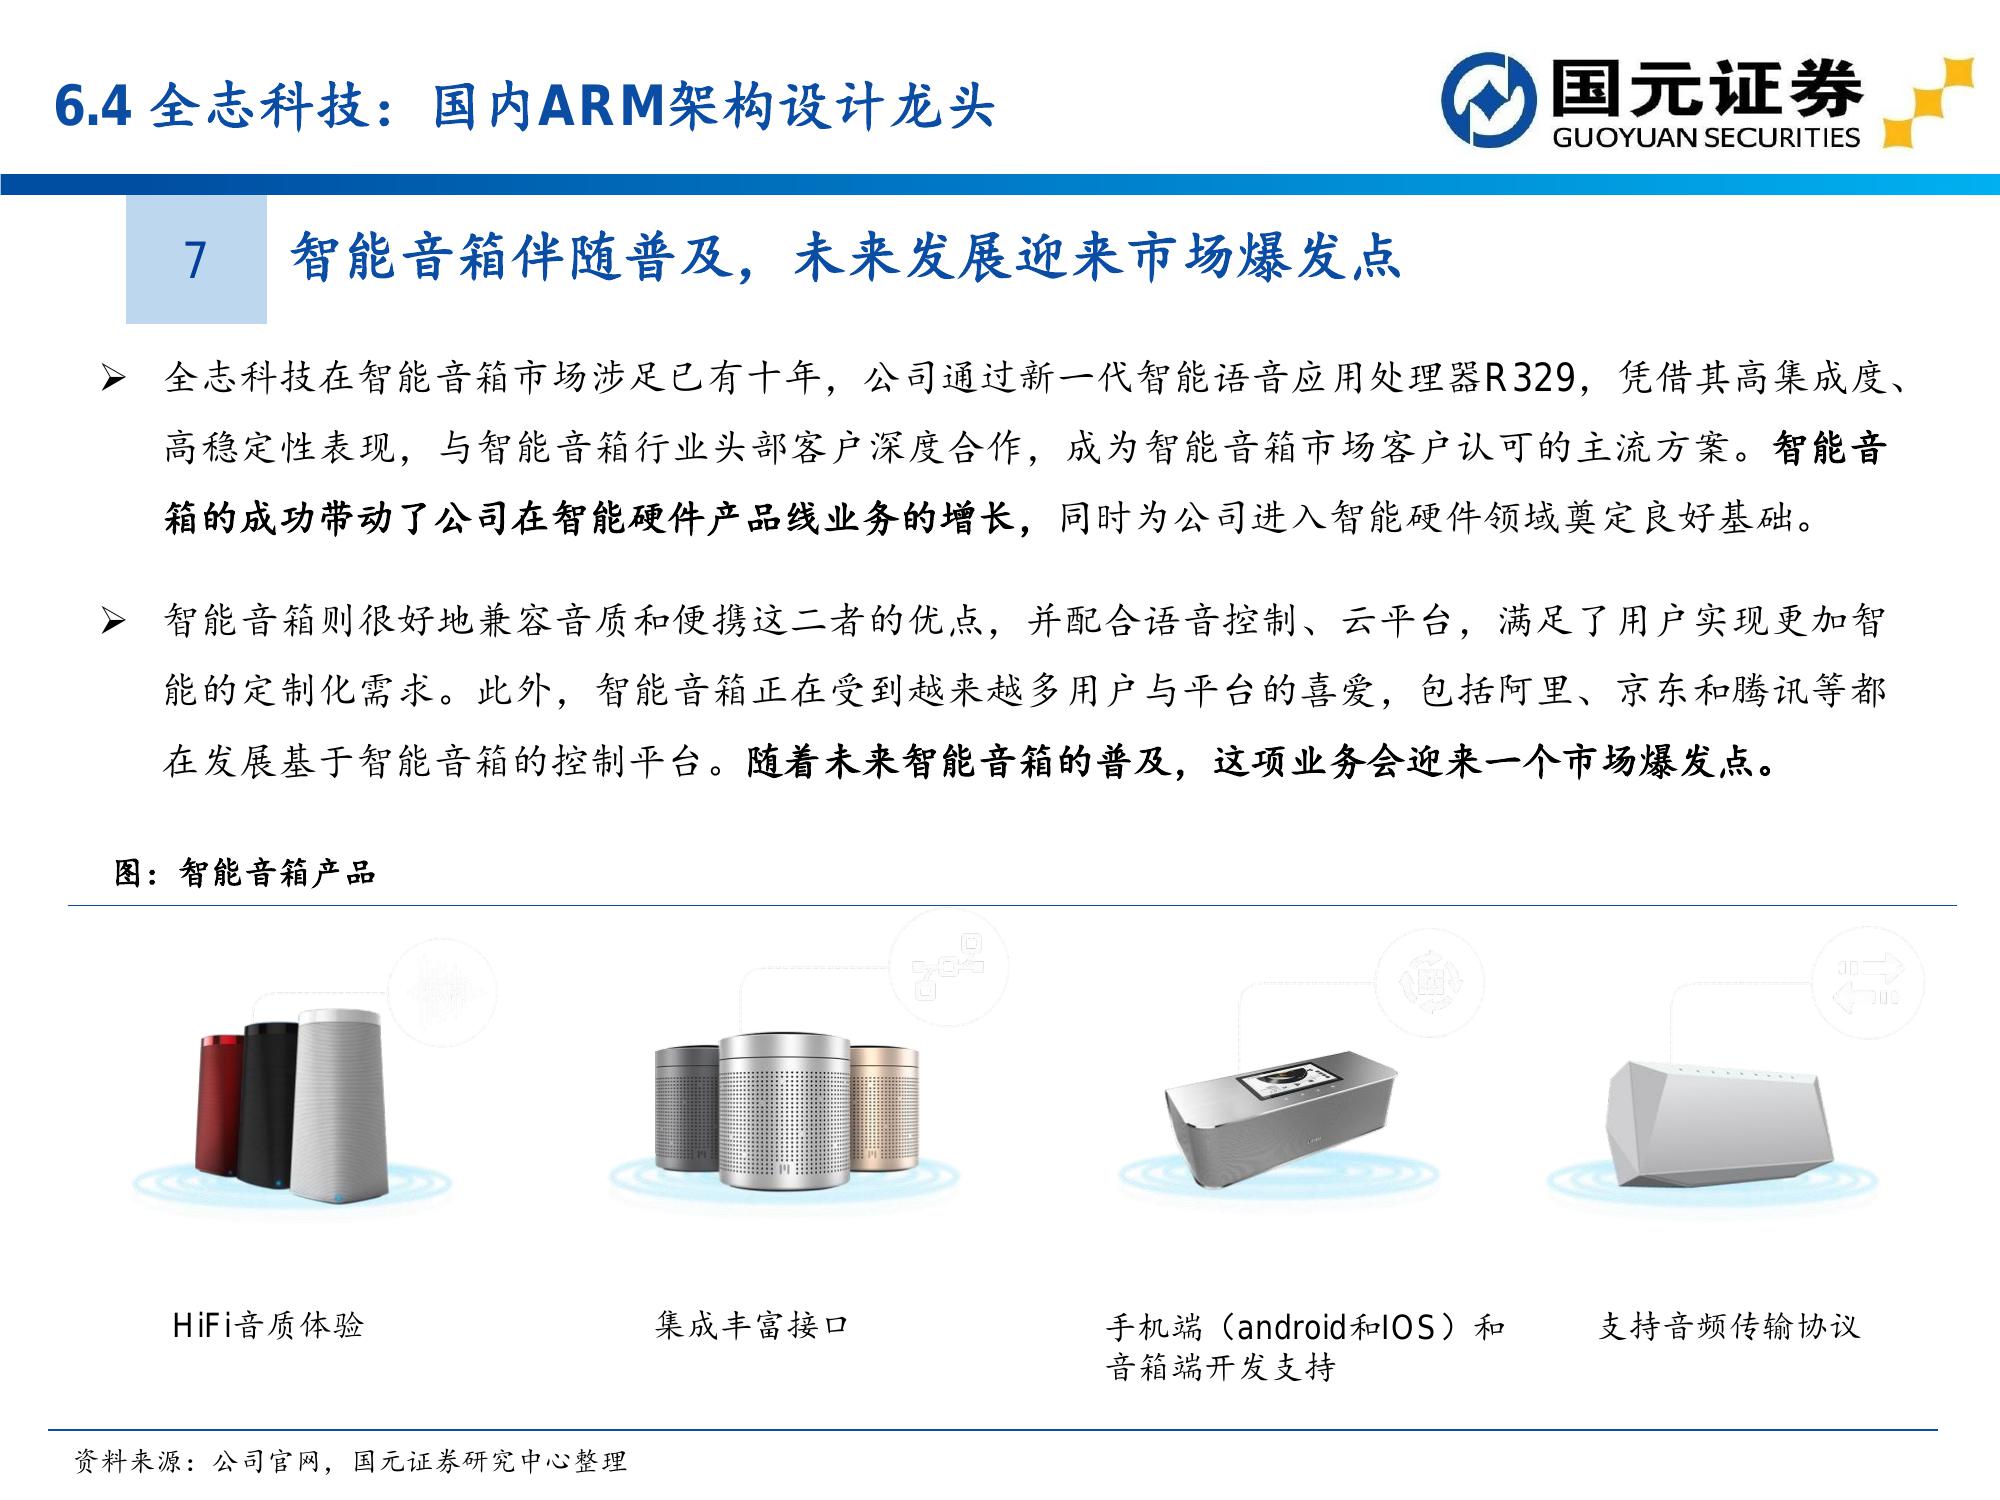 6.4 全志科技：国内ARM架构设计龙头
国元证券
GUOYUAN SECURITIES
7
智能音箱伴随普及，未来发展迎来市场爆发点
➢ 全志科技在智能音箱市场涉足已有十年，公司通过新一代智能语音应用处理器R329，凭借其高集成度、
高稳定性表现，与智能音箱行业头部客户深度合作，成为智能音箱市场客户认可的主流方案。智能音
箱的成功带动了公司在智能硬件产品线业务的增长，同时为公司进入智能硬件领域奠定良好基础。
➢ 智能音箱则很好地兼容音质和便携这二者的优点，并配合语音控制、云平台，满足了用户实现更加智
能的定制化需求。此外，智能音箱正在受到越来越多用户与平台的喜爱，包括阿里、京东和腾讯等都
在发展基于智能音箱的控制平台。随着未来智能音箱的普及，这项业务会迎来一个市场爆发点。
图：智能音箱产品
HiFi音质体验
集成丰富接口
手机端（android和IOS）和
音箱端开发支持
支持音频传输协议
资料来源：公司官网，国元证券研究中心整理